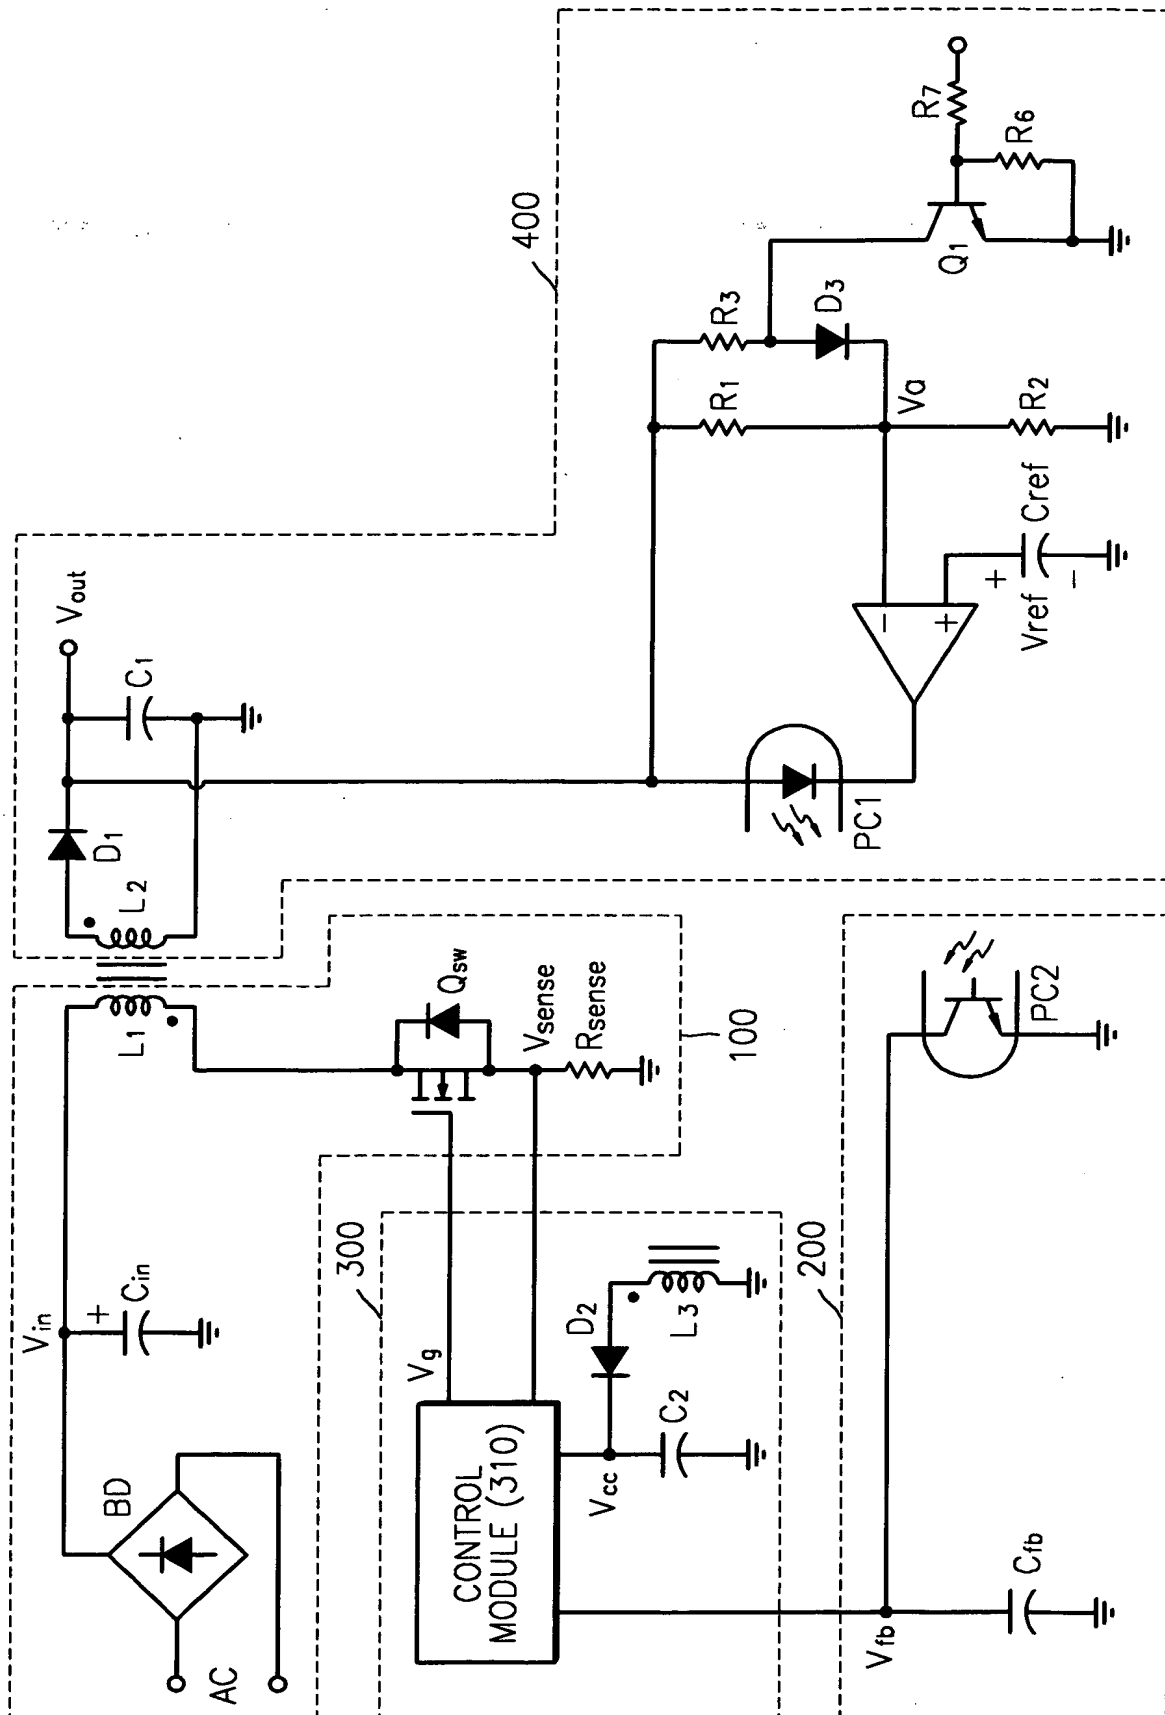 AC
BD
Vin
+
Cin
L1
L2
D1
C1
Vout
Qsw
Vsense
Rsense
100
300
Vg
CONTROL
MODULE (310)
Vcc
C2
D2
L3
200
Vfb
Cfb
PC2
400
PC1
-
+
Vref
+
-
Cref
R1
R3
D3
Va
R2
Q1
R6
R7